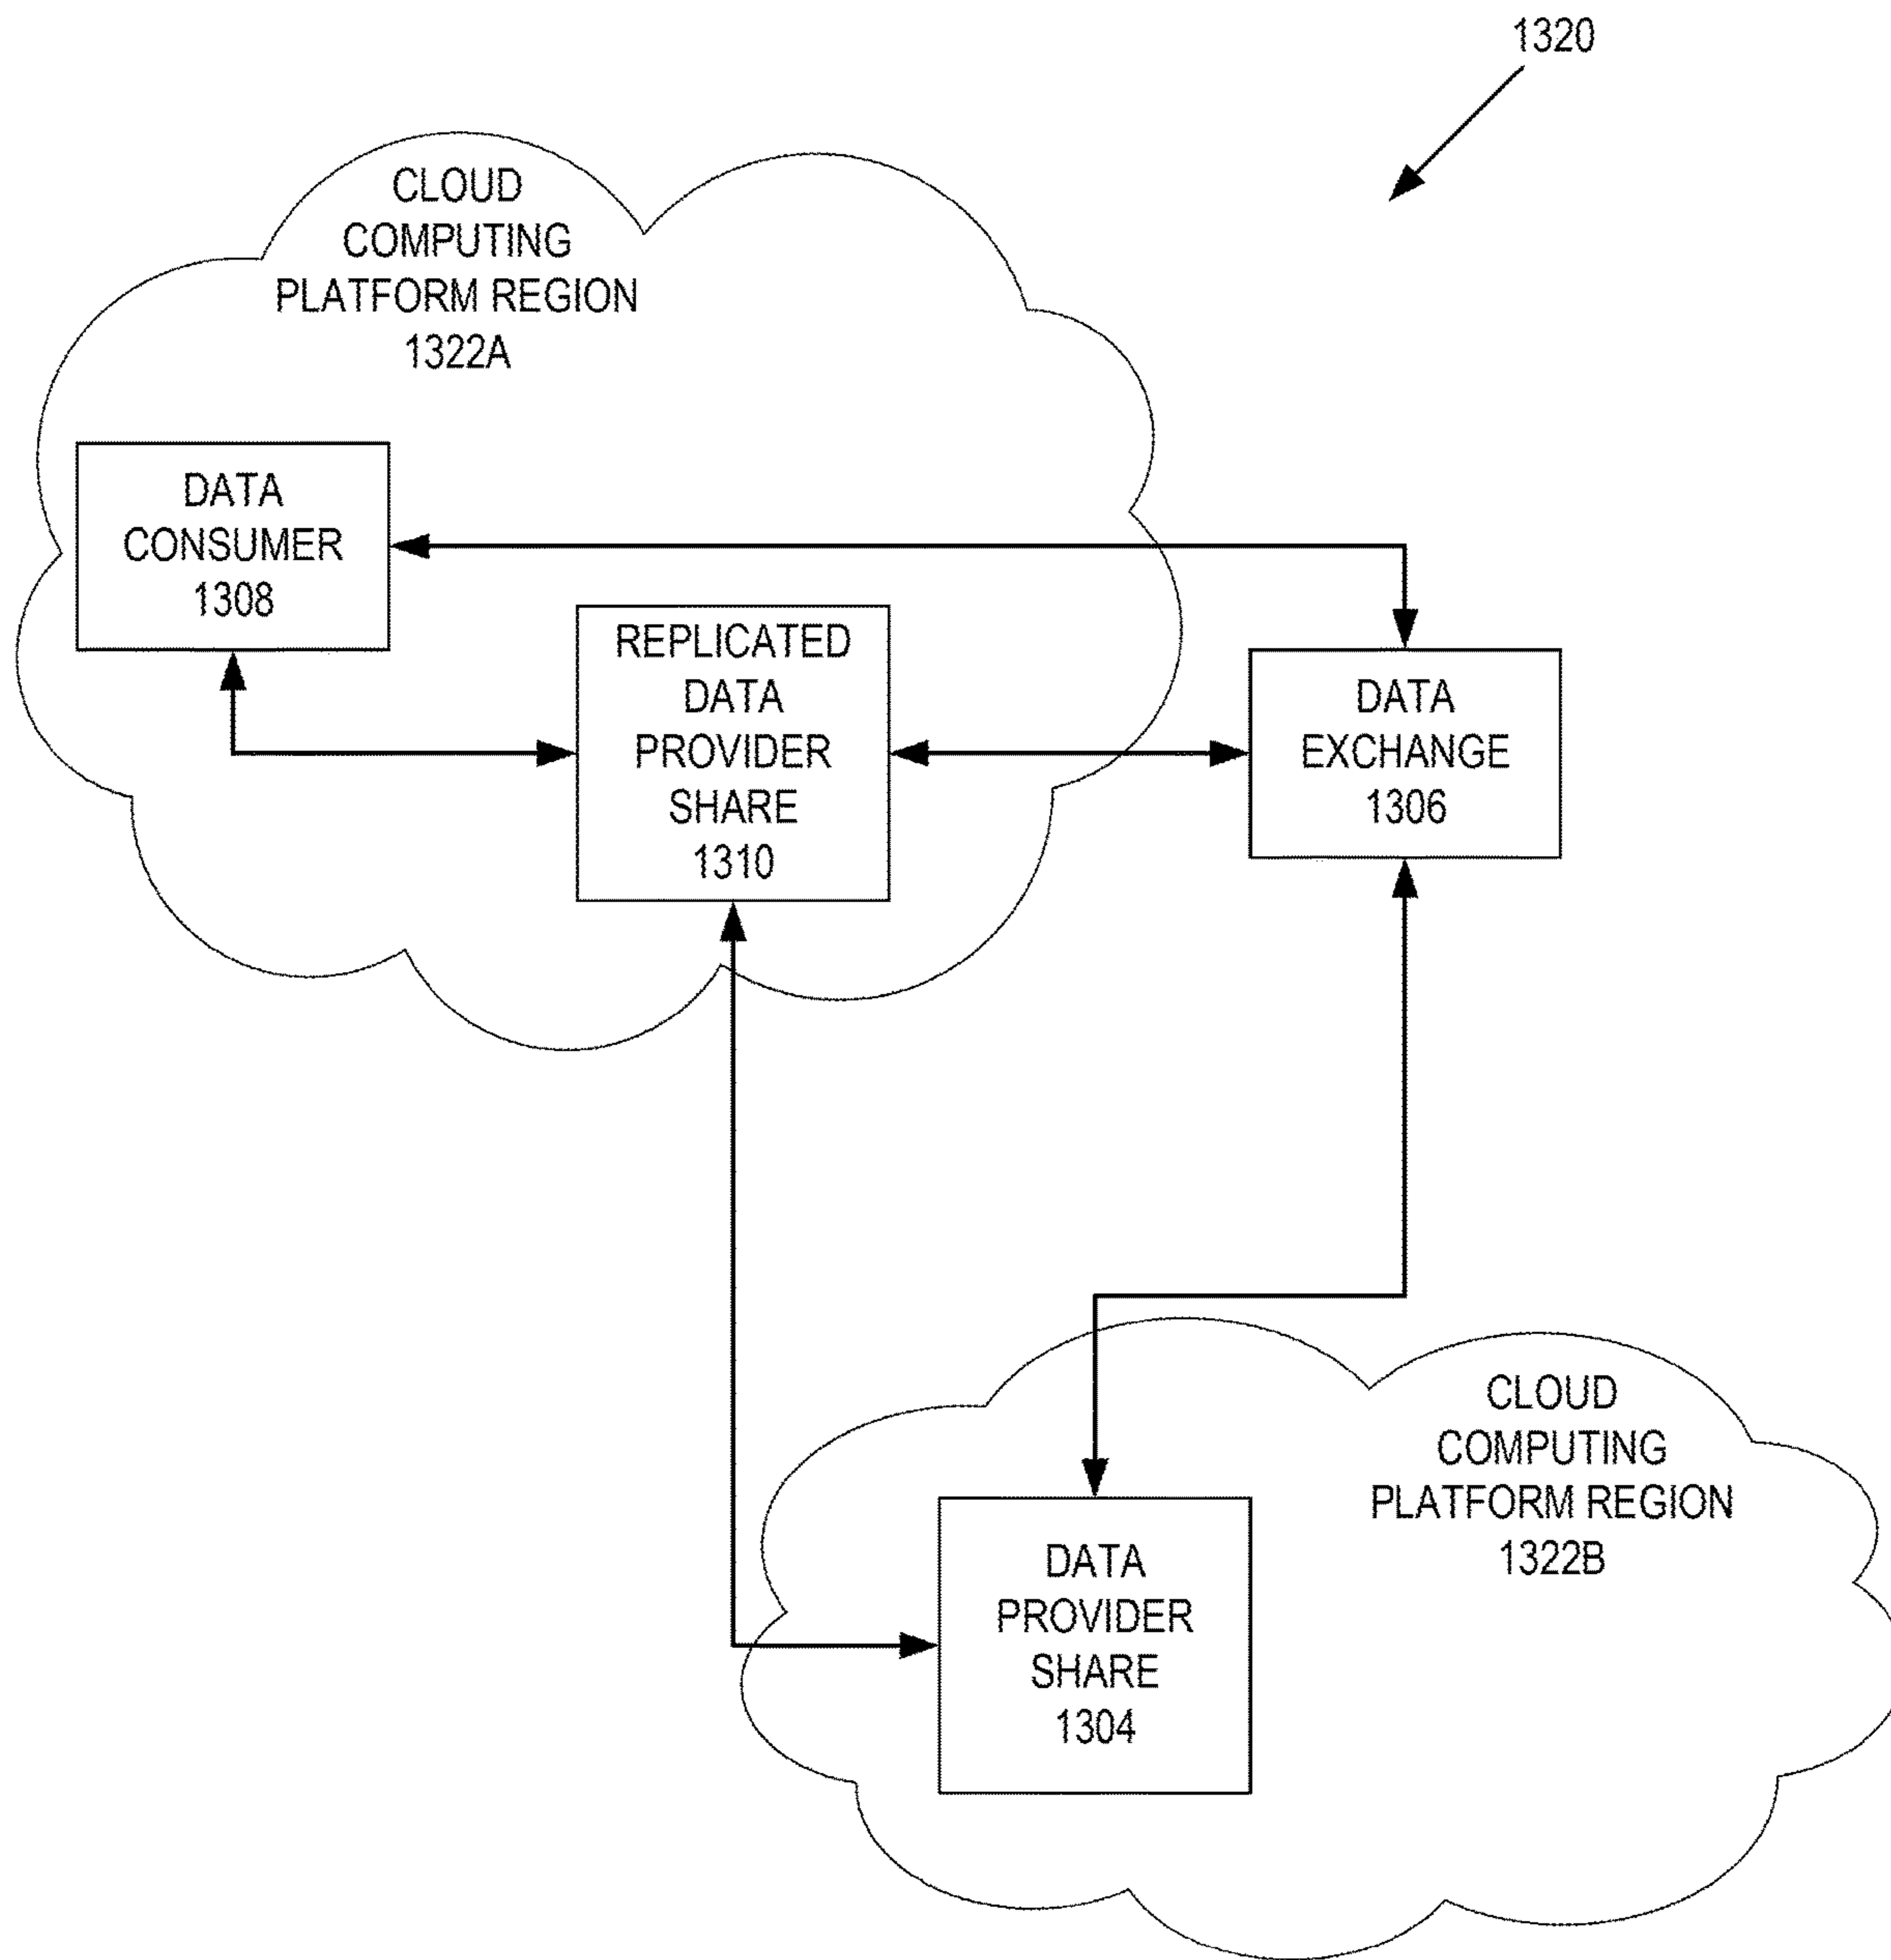 1320
CLOUD
COMPUTING
PLATFORM REGION
1322A
DATA
CONSUMER
1308
REPLICATED
DATA
PROVIDER
SHARE
1310
DATA
EXCHANGE
1306
CLOUD
COMPUTING
PLATFORM REGION
1322B
DATA
PROVIDER
SHARE
1304